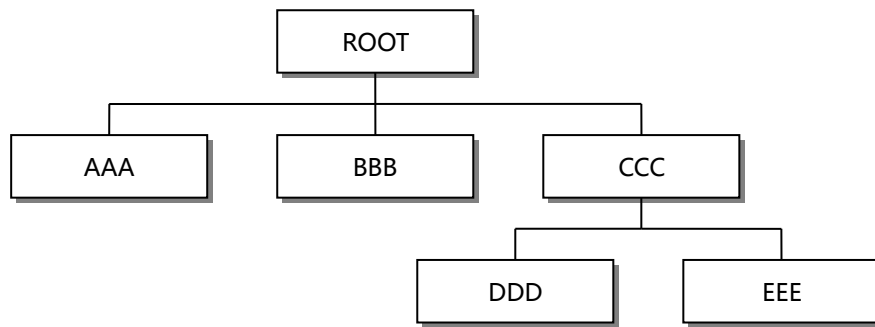 ROOT
AAA
BBB
CCC
DDD
EEE